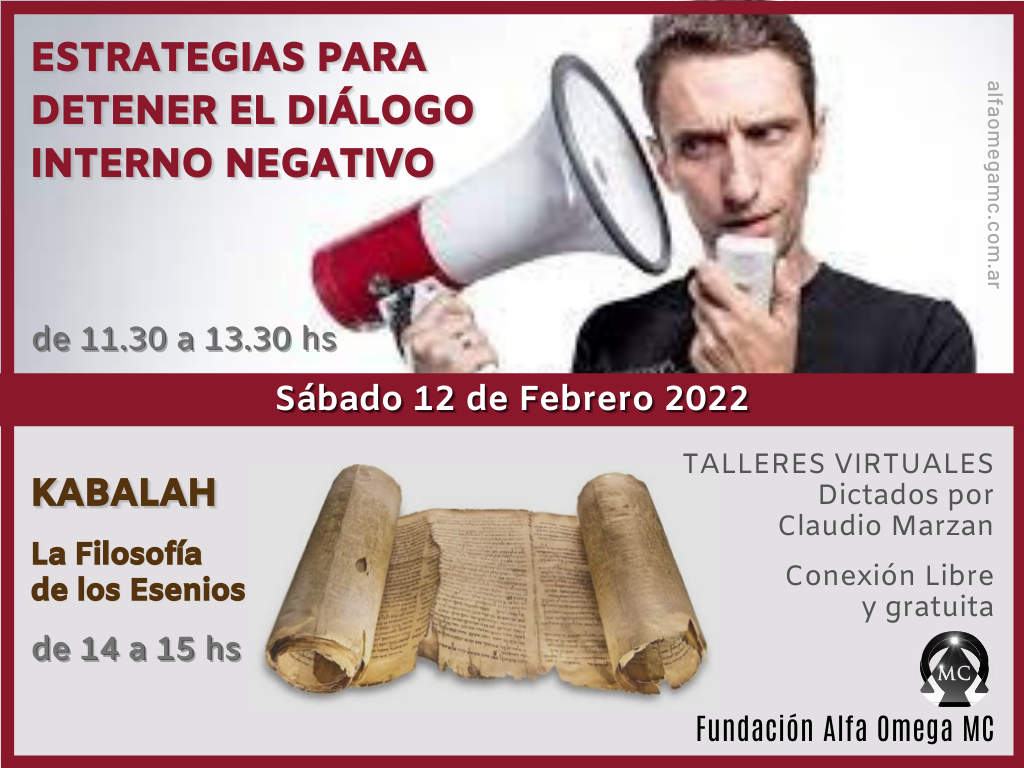 ESTRATEGIAS PARA
DETENER EL DIÁLOGO
INTERNO NEGATIVO
alfaomegamc.com.ar
de 11.30 a 13.30 hs
Sábado 12 de Febrero 2022
KABALAH
La Filosofía
de los Esenios
de 14 a 15 hs
TALLERES VIRTUALES
Dictados por
Claudio Marzan
Conexión Libre
y gratuita
MC
Fundación Alfa Omega MC